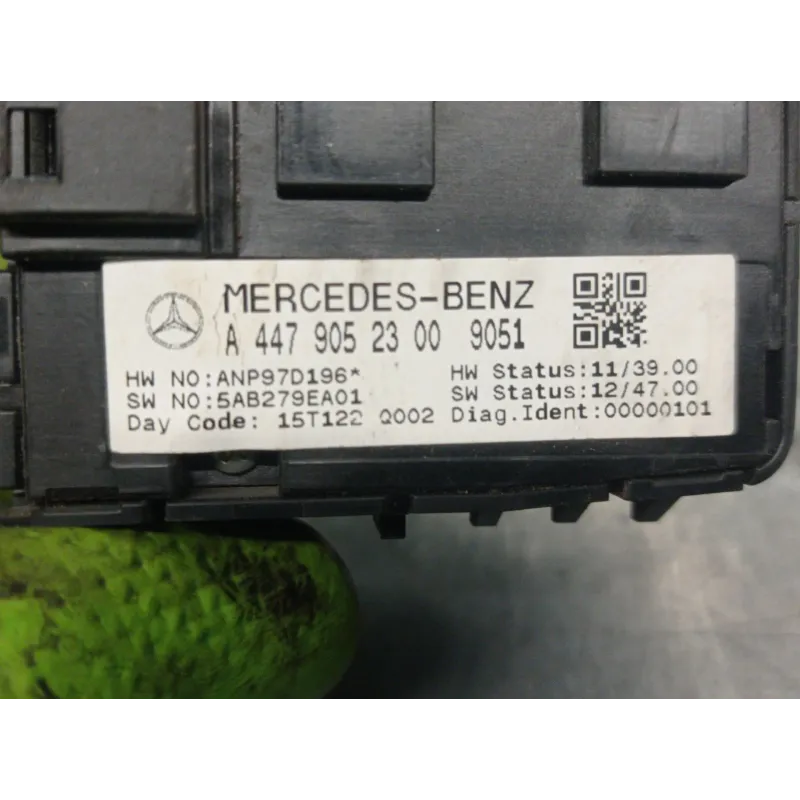 MERCEDES-BENZ
A 447 905 23 00 9051
HW NO:ANP97D196* HW Status:11/39.00
SW NO:5AB279EA01 SW Status:12/47.00
Day Code: 15T122 Q002 Diag.Ident:00000101